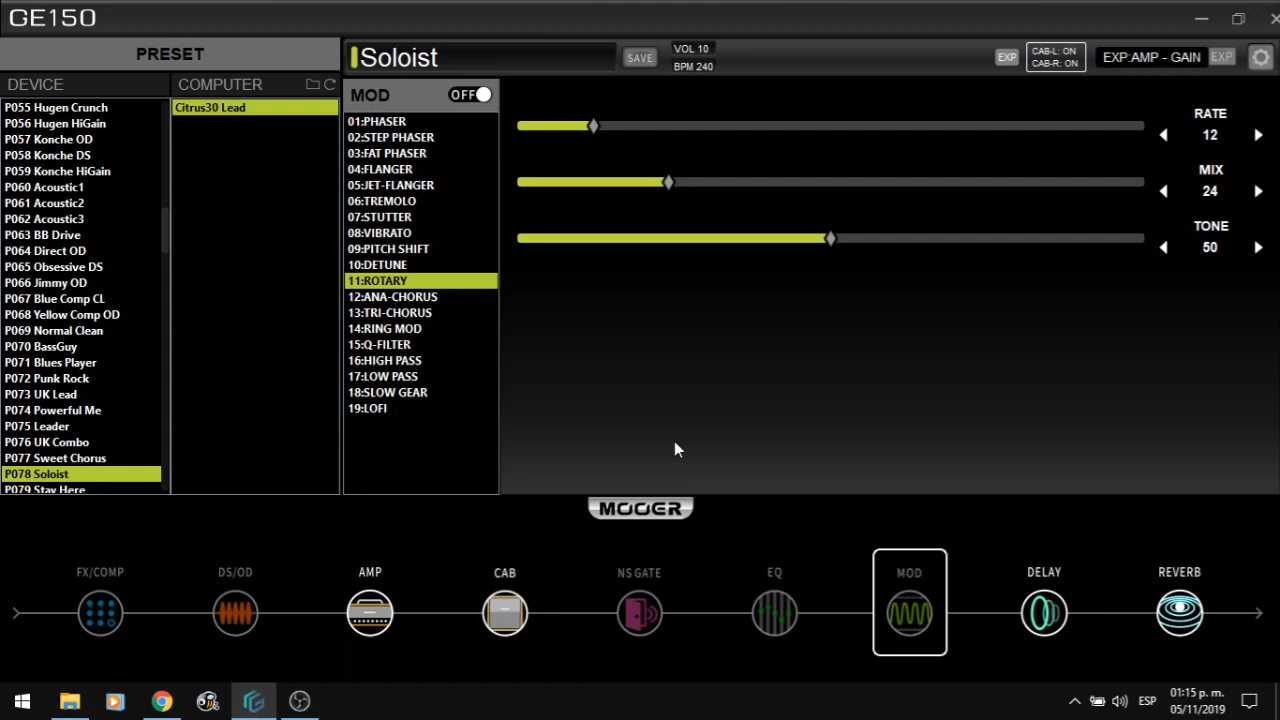 GE150
PRESET
DEVICE
COMPUTER
P055 Hugen Crunch
P056 Hugen HiGain
P057 Konche OD
P058 Konche DS
P059 Konche HiGain
P060 Acoustic1
P061 Acoustic2
P062 Acoustic3
P063 BB Drive
P064 Direct OD
P065 Obsessive DS
P066 Jimmy OD
P067 Blue Comp CL
P068 Yellow Comp OD
P069 Normal Clean
P070 BassGuy
P071 Blues Player
P072 Punk Rock
P073 UK Lead
P074 Powerful Me
P075 Leader
P076 UK Combo
P077 Sweet Chorus
P078 Soloist
P079 Stay Here
Citrus30 Lead
Soloist
SAVE
VOL 10
BPM 240
EXP
CAB-L: ON
CAB-R: ON
EXP:AMP - GAIN
EXP
MOD
OFF
01:PHASER
02:STEP PHASER
03:FAT PHASER
04:FLANGER
05:JET-FLANGER
06:TREMOLO
07:STUTTER
08:VIBRATO
09:PITCH SHIFT
10:DETUNE
11:ROTARY
12:ANA-CHORUS
13:TRI-CHORUS
14:RING MOD
15:Q-FILTER
16:HIGH PASS
17:LOW PASS
18:SLOW GEAR
19:LOFI
RATE
12
MIX
24
TONE
50
MOOER
FX/COMP
DS/OD
AMP
CAB
NS GATE
EQ
MOD
DELAY
REVERB
ESP
01:15 p. m.
05/11/2019